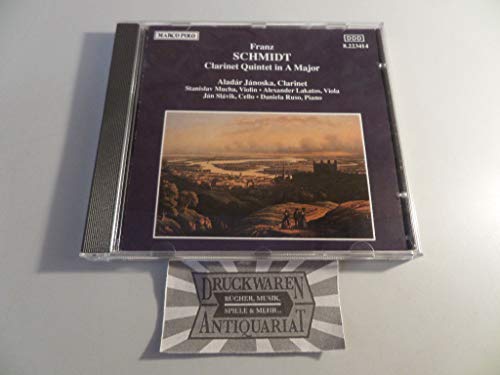 MARCO POLO
DDD
8.223414
Franz
SCHMIDT
Clarinet Quintet in A Major
Aladár Jánoska, Clarinet
Stanislav Mucha, Violin • Alexander Lakatos, Viola
Ján Slávik, Cello • Daniela Ruso, Piano
DRUCKWAREN
BÜCHER, MUSIK,
SPIELE & MEHR...
ANTIQUARIAT